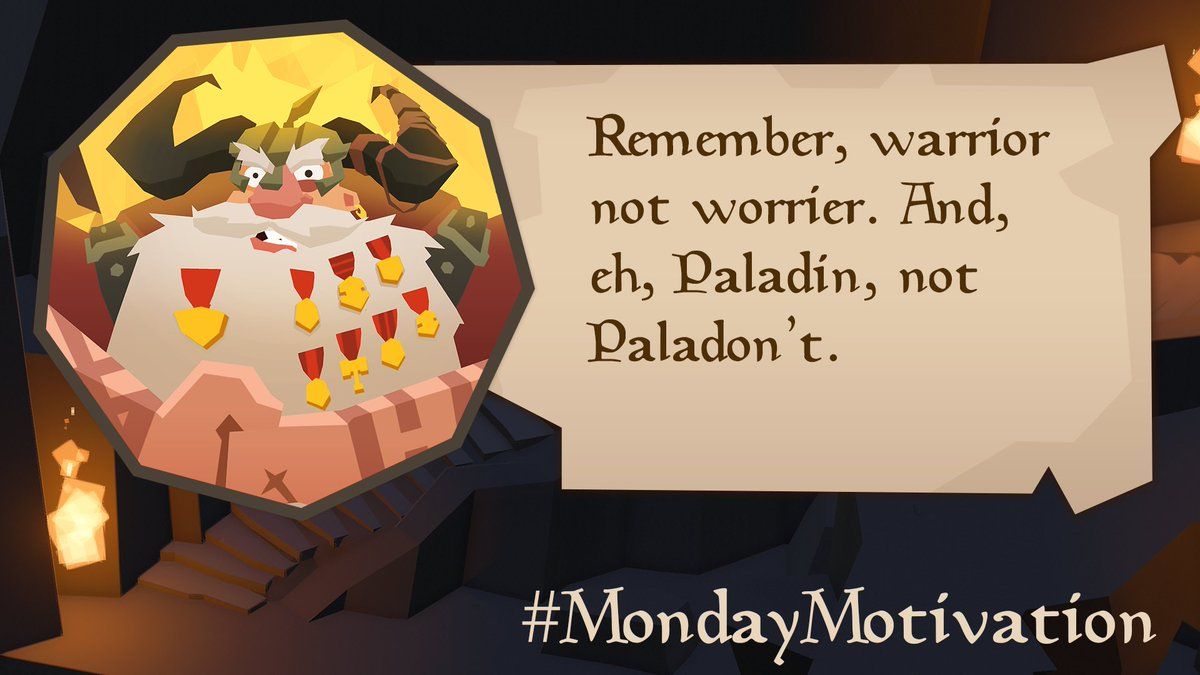 Remember, warrior
not worrier. And,
eh, Paladin, not
Paladon't.
#MondayMotivation